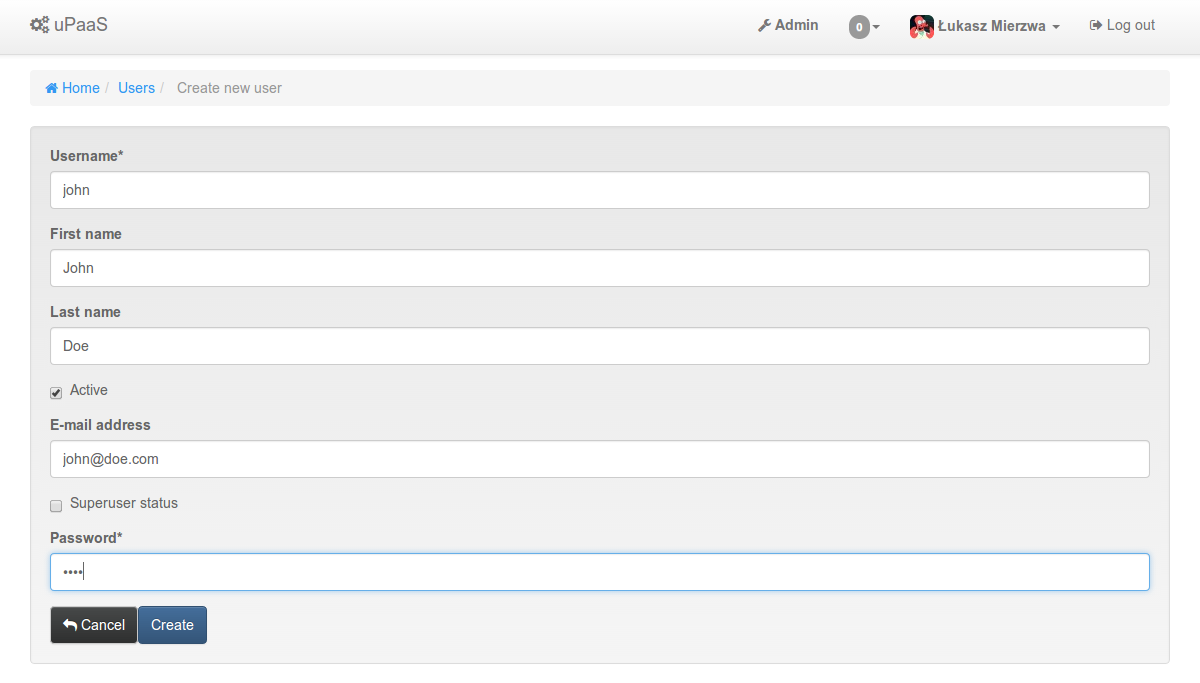 uPaaS Admin 0 Łukasz Mierzwa Log out
Home / Users / Create new user
Username*
john
First name
John
Last name
Doe
Active
E-mail address
john@doe.com
Superuser status
Password*
••••
Cancel Create